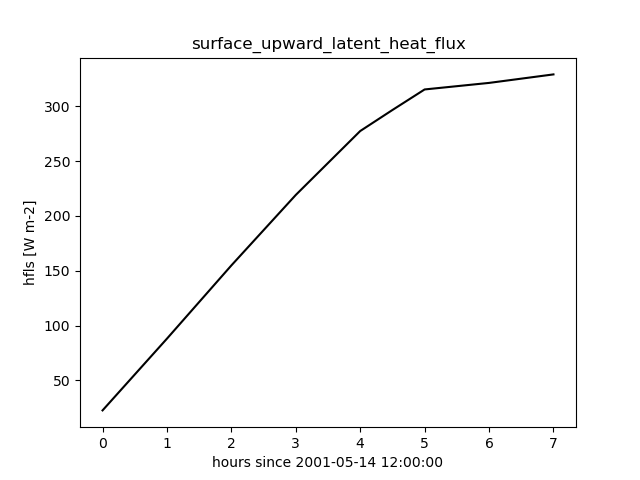 surface_upward_latent_heat_flux
hfls [W m-2]
300
250
200
150
100
50
0 1 2 3 4 5 6 7
hours since 2001-05-14 12:00:00